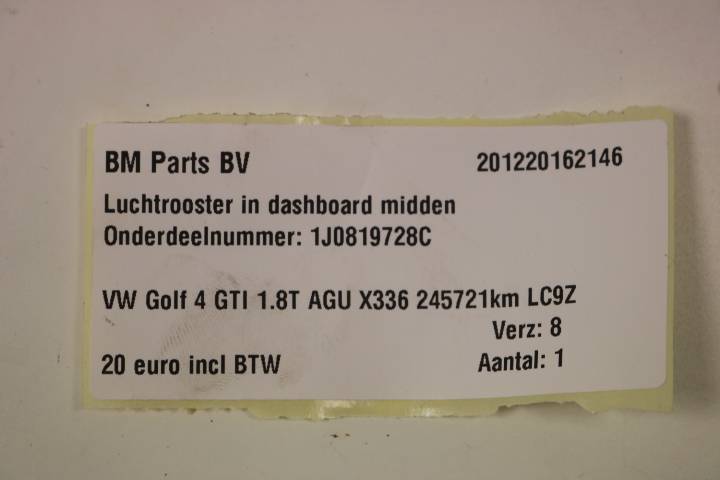 BM Parts BV 201220162146
Luchtrooster in dashboard midden
Onderdeelnummer: 1J0819728C
VW Golf 4 GTI 1.8T AGU X336 245721km LC9Z
Verz: 8
20 euro incl BTW Aantal: 1